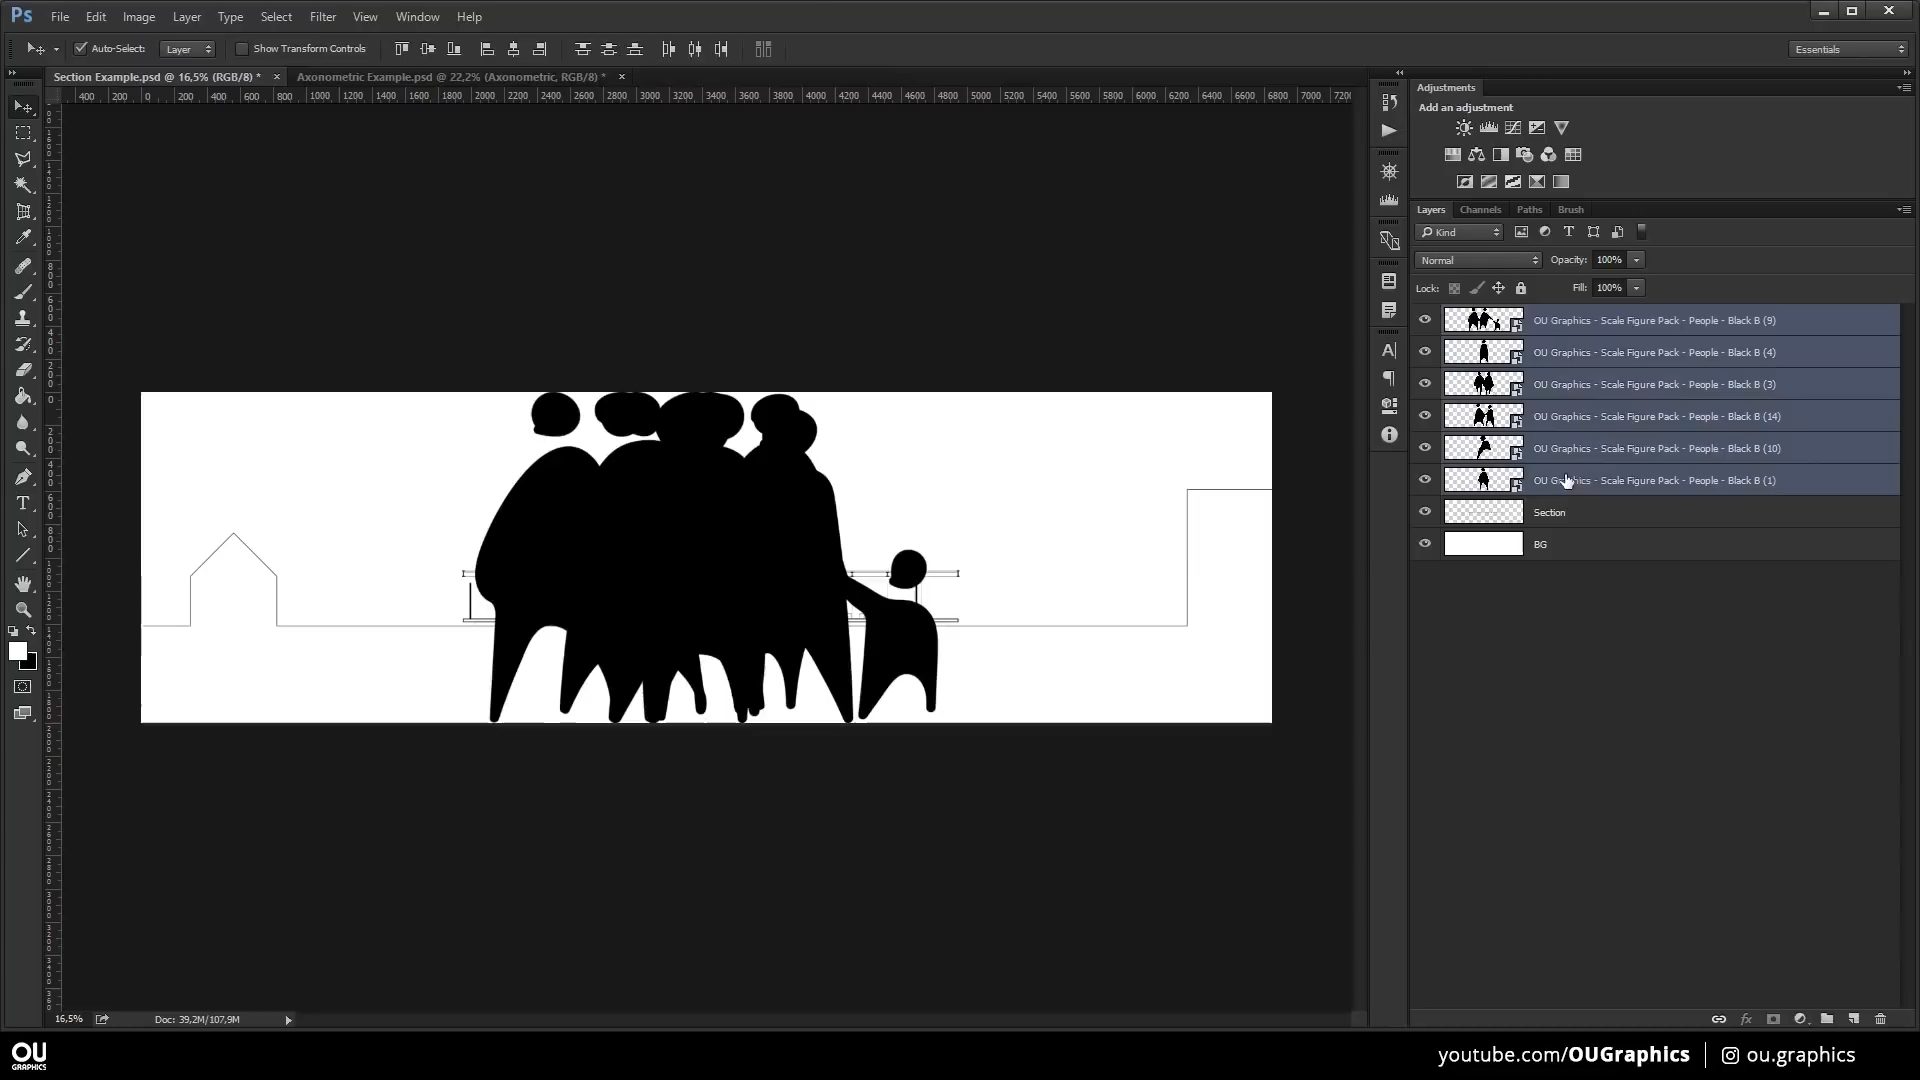 Ps File Edit Image Layer Type Select Filter View Window Help
Auto-Select: Layer Show Transform Controls Essentials
Section Example.psd @ 16,5% (RGB/8) * × Axonometric Example.psd @ 22,2% (Axonometric, RGB/8) * ×
400 200 0 200 400 600 800 1000 1200 1400 1600 1800 2000 2200 2400 2600 2800 3000 3200 3400 3600 3800 4000 4200 4400 4600 4800 5000 5200 5400 5600 5800 6000 6200 6400 6600 6800 7000 7200
Adjustments
Add an adjustment
Layers Channels Paths Brush
Kind
Normal Opacity: 100%
Lock: Fill: 100%
OU Graphics - Scale Figure Pack - People - Black B (9)
OU Graphics - Scale Figure Pack - People - Black B (4)
OU Graphics - Scale Figure Pack - People - Black B (3)
OU Graphics - Scale Figure Pack - People - Black B (14)
OU Graphics - Scale Figure Pack - People - Black B (10)
OU Graphics - Scale Figure Pack - People - Black B (1)
Section
BG
16,5% Doc: 39,2M/107,9M
OU
GRAPHICS
youtube.com/OUGraphics ou.graphics